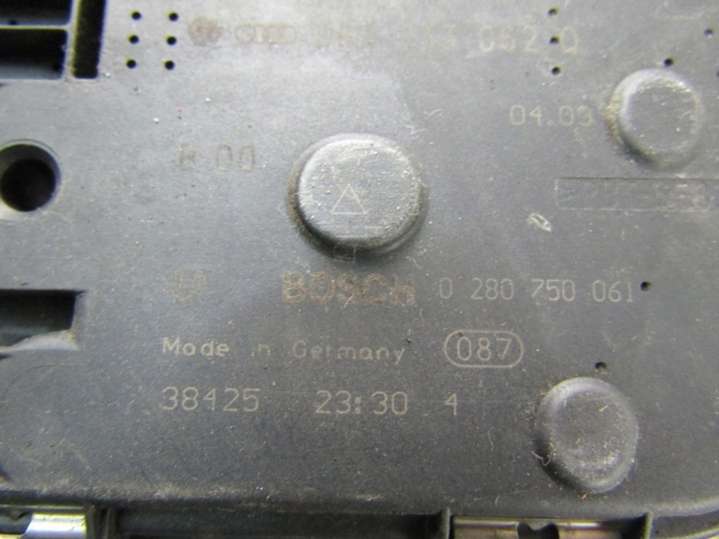 062 Q
04.03
R 00
BOSCH 0 280 750 061
Made in Germany 087
38425 23:30 4